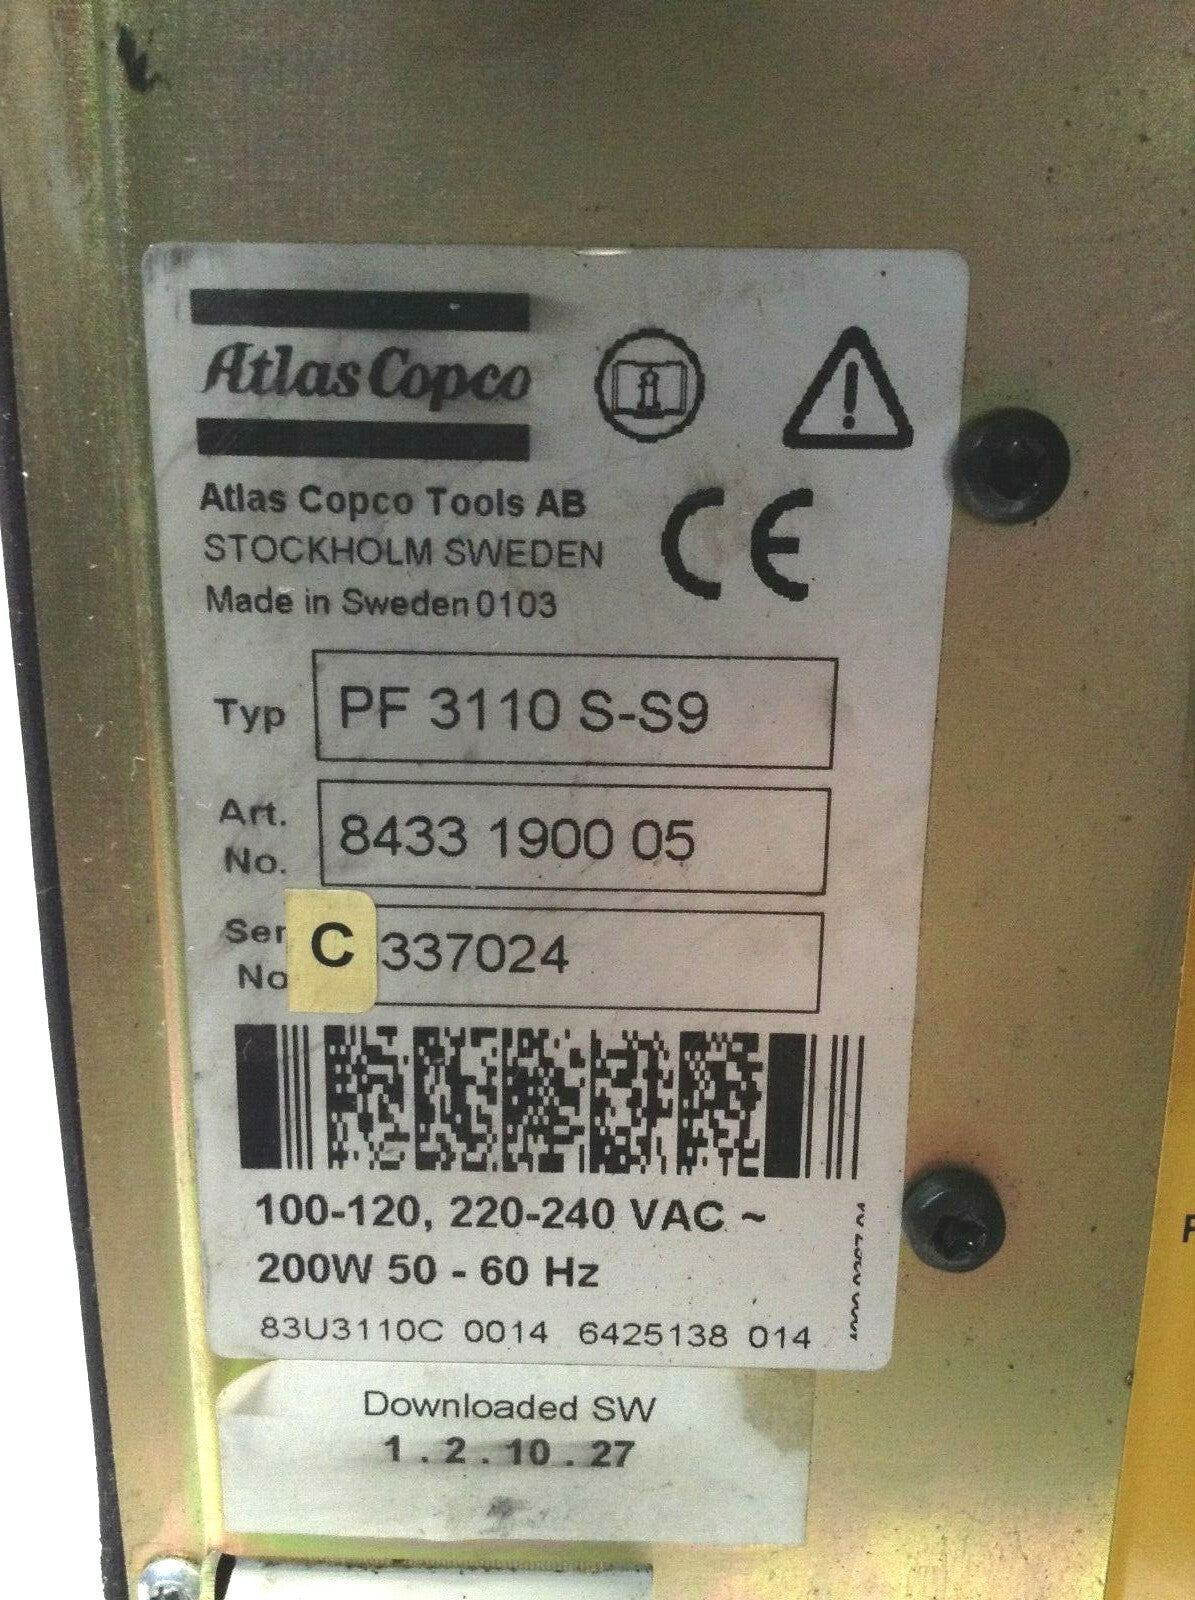 Atlas Copco
Atlas Copco Tools AB
STOCKHOLM SWEDEN
Made in Sweden 0103
CE
Typ PF 3110 S-S9
Art. No. 8433 1900 05
Ser No C 337024
100-120, 220-240 VAC ~
200W 50 - 60 Hz
83U3110C 0014 6425138 014
Downloaded SW
1 . 2 . 10 . 27